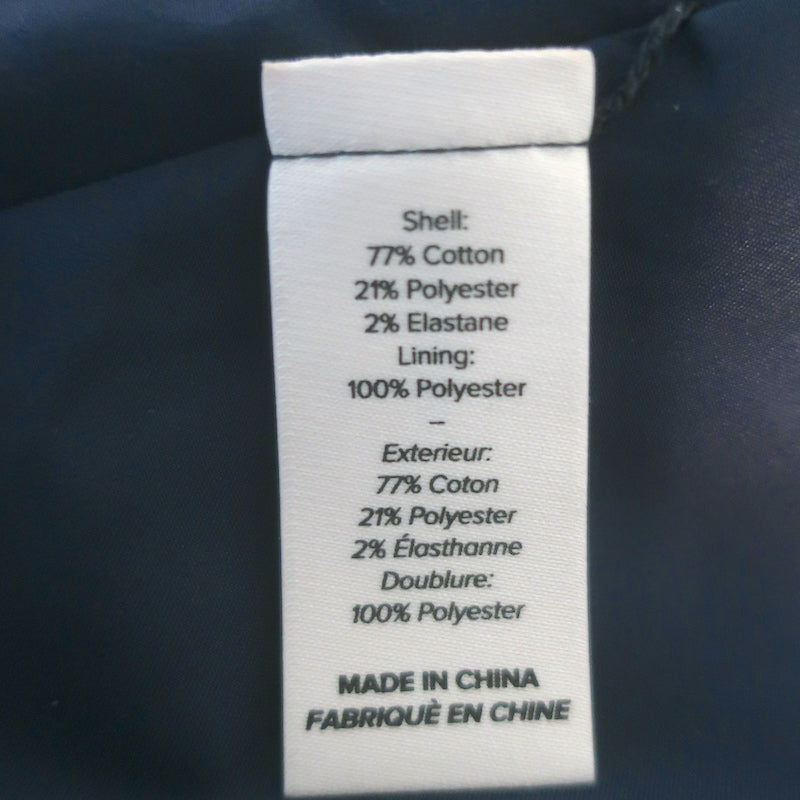 Shell:
77% Cotton
21% Polyester
2% Elastane
Lining:
100% Polyester
–
Exterieur:
77% Coton
21% Polyester
2% Élasthanne
Doublure:
100% Polyester
MADE IN CHINA
FABRIQUÈ EN CHINE